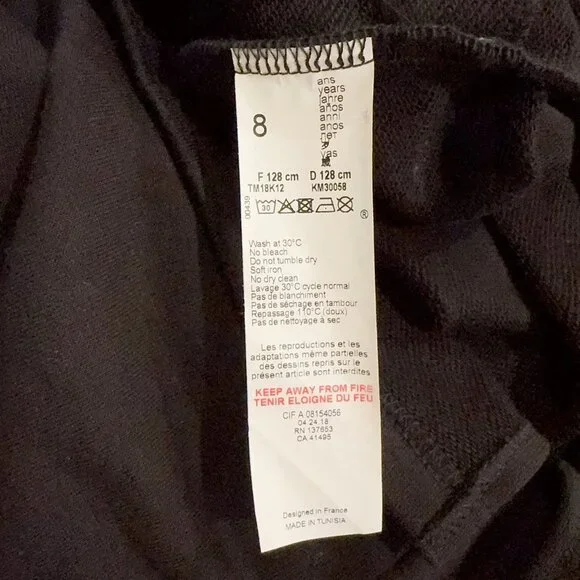 ans
years
jahre
años
8
anni
anos
лет
yas
F 128 cm D 128 cm
TM18K12 KM30058
00439
30
®
Wash at 30°C
No bleach
Do not tumble dry
Soft iron
No dry clean
Lavage 30°C cycle normal
Pas de blanchiment
Pas de séchage en tambour
Repassage 110°C (doux)
Pas de nettoyage à sec
Les reproductions et les
adaptations même partielles
des dessins repris sur le
présent article sont interdites
KEEP AWAY FROM FIRE
TENIR ELOIGNE DU FEU
CIF A 08154056
04.24.18
RN 137653
CA 41495
Designed in France
MADE IN TUNISIA